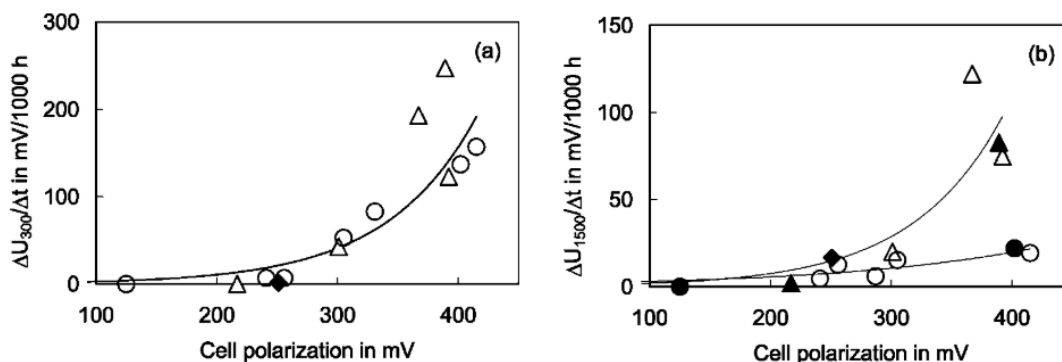 300
200
100
0
ΔU300/Δt in mV/1000 h
(a)
100 200 300 400
Cell polarization in mV
150
100
50
0
ΔU1500/Δt in mV/1000 h
(b)
100 200 300 400
Cell polarization in mV